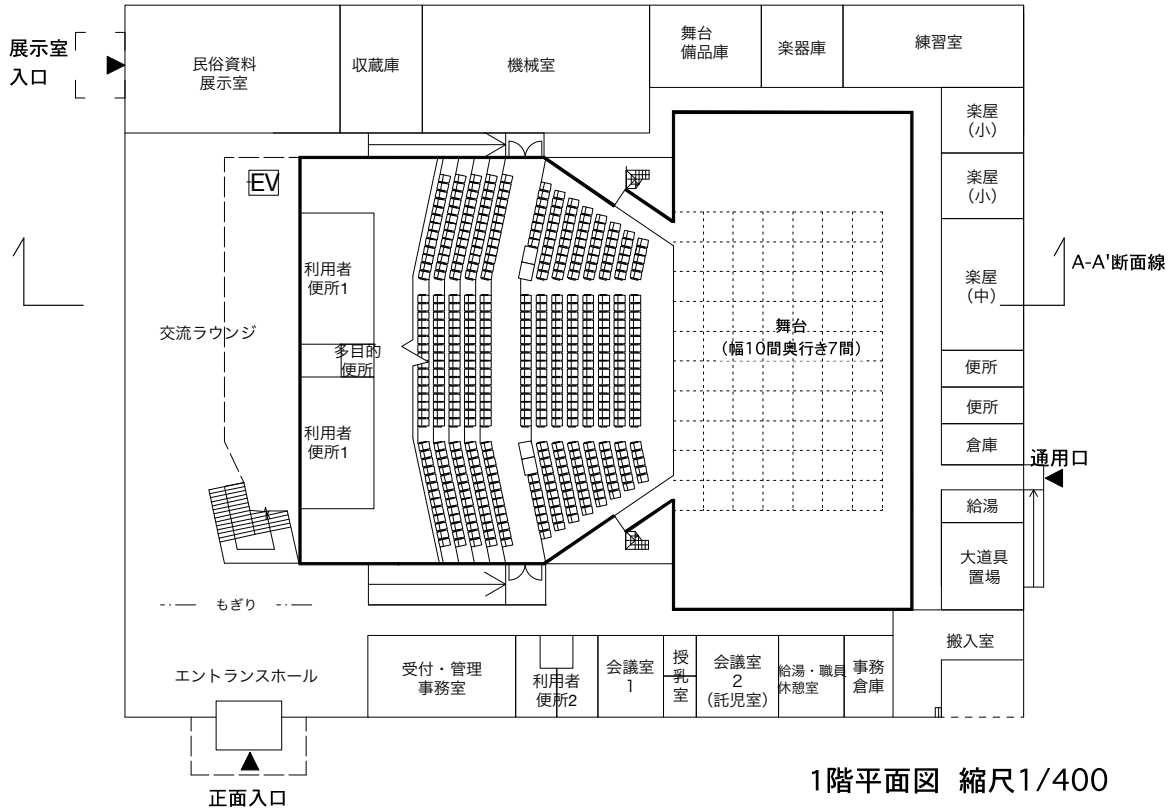 展示室
入口
民俗資料
展示室
収蔵庫
機械室
舞台
備品庫
楽器庫
練習室
楽屋
(小)
楽屋
(小)
EV
利用者
便所1
交流ラウンジ
多目的
便所
利用者
便所1
舞台
(幅10間奥行き7間)
楽屋
(中)
A-A'断面線
便所
便所
倉庫
通用口
給湯
大道具
置場
搬入室
もぎり
エントランスホール
受付・管理
事務室
利用者
便所2
会議室
1
授
乳
室
会議室
2
(託児室)
給湯・職員
休憩室
事務
倉庫
正面入口
1階平面図 縮尺1/400